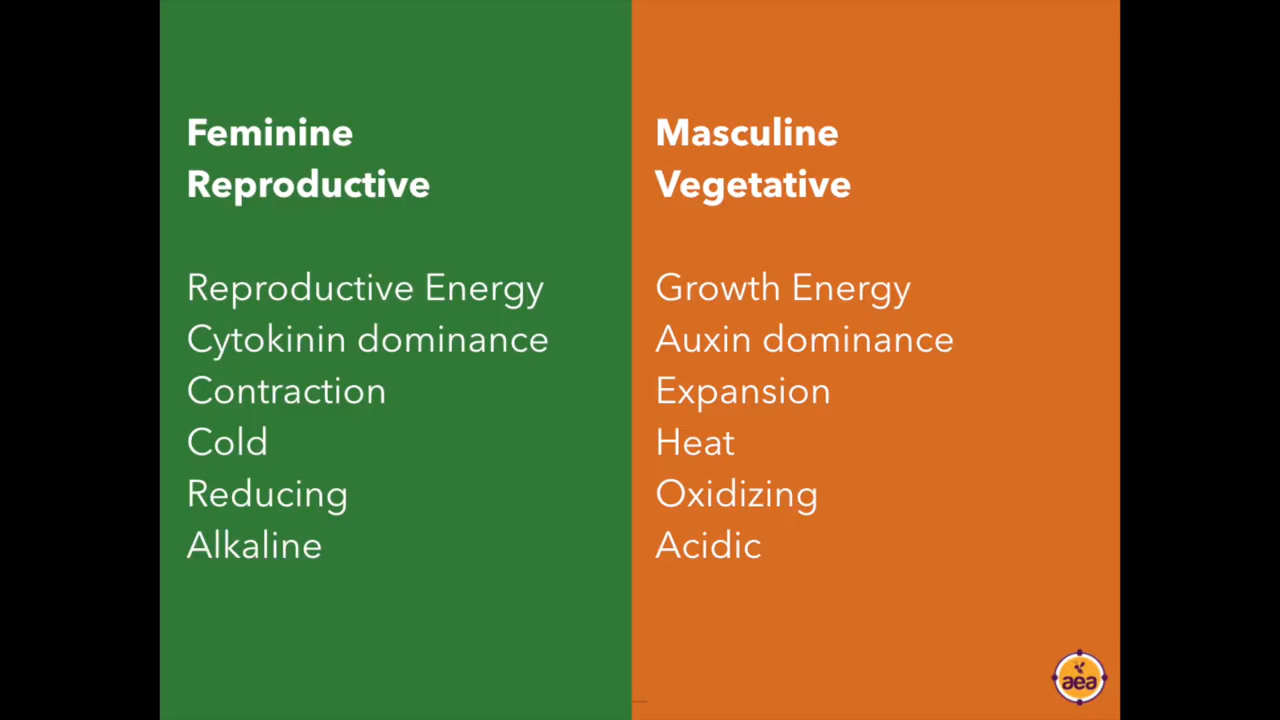 Feminine
Reproductive
Reproductive Energy
Cytokinin dominance
Contraction
Cold
Reducing
Alkaline
Masculine
Vegetative
Growth Energy
Auxin dominance
Expansion
Heat
Oxidizing
Acidic
aea